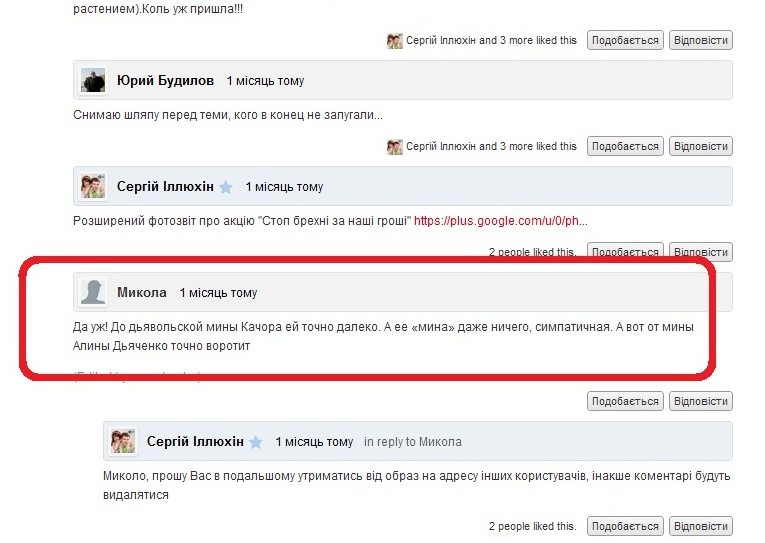 растением).Коль уж пришла!!!
Сергій Іллюхін and 3 more liked this Подобається Відповісти
Юрий Будилов 1 місяць тому
Снимаю шляпу перед теми, кого в конец не запугали...
Сергій Іллюхін and 3 more liked this Подобається Відповісти
Сергій Іллюхін 1 місяць тому
Розширений фотозвіт про акцію "Стоп брехні за наші гроші" https://plus.google.com/u/0/ph...
2 people liked this. Подобається Відповісти
Микола 1 місяць тому
Да уж! До дьявольской мины Качора ей точно далеко. А ее «мина» даже ничего, симпатичная. А вот от мины
Алины Дьяченко точно воротит
Подобається Відповісти
Сергій Іллюхін 1 місяць тому in reply to Микола
Миколо, прошу Вас в подальшому утриматись від образ на адресу інших користувачів, інакше коментарі будуть
видалятися
2 people liked this. Подобається Відповісти